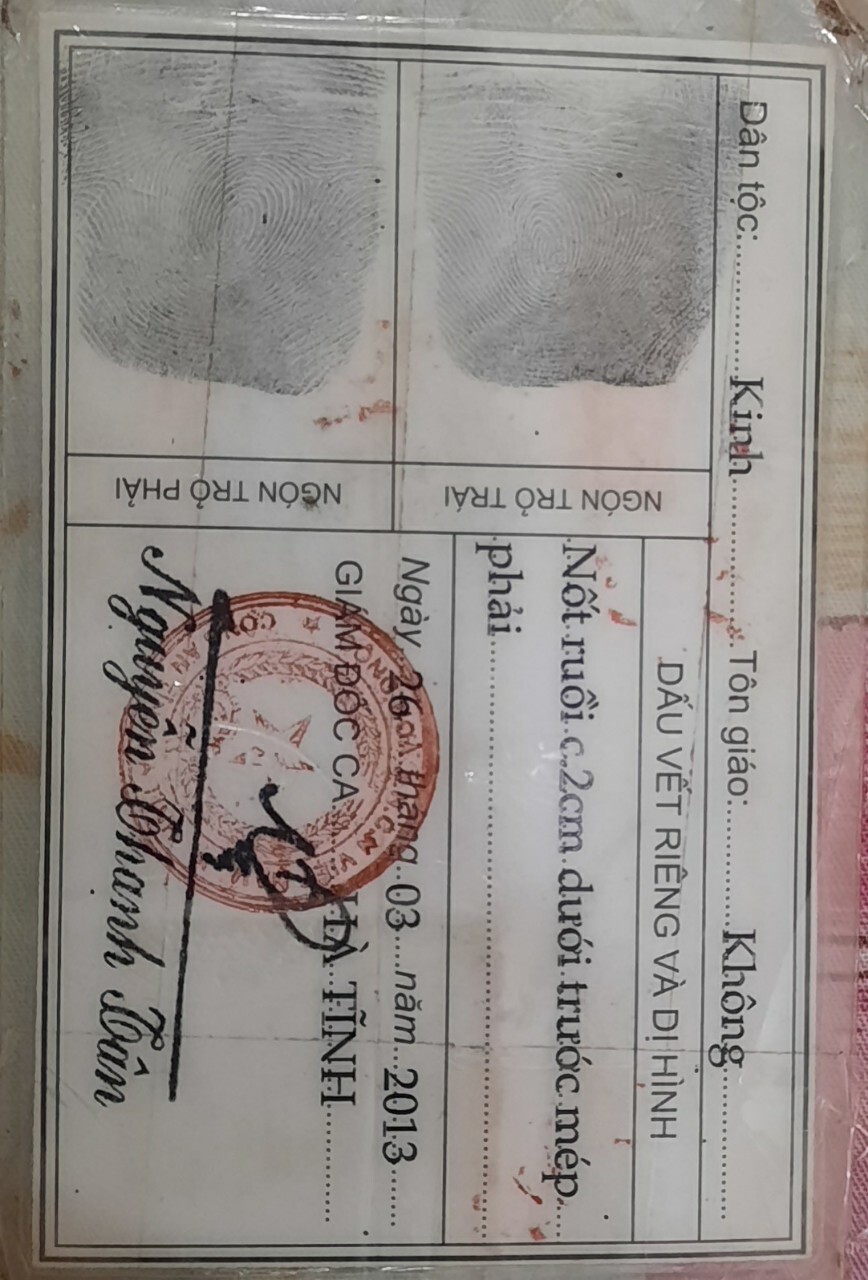 Dân tộc:........Kinh........Tôn giáo:........Không........
NGÓN TRỎ TRÁI
NGÓN TRỎ PHẢI
DẤU VẾT RIÊNG VÀ DỊ HÌNH
Nốt ruồi c.2cm dưới trước mép
phải
Ngày 26 tháng 03 năm 2013
GIÁM ĐỐC CA HÀ TĨNH
Nguyễn Thanh Tân